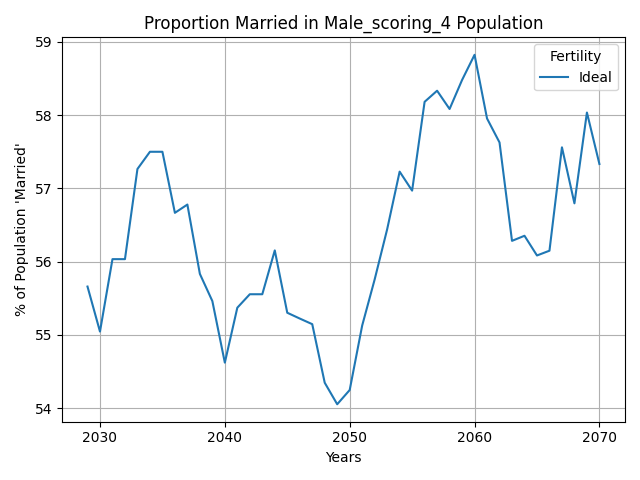 Proportion Married in Male_scoring_4 Population
Fertility
Ideal
% of Population 'Married'
59
58
57
56
55
54
2030 2040 2050 2060 2070
Years